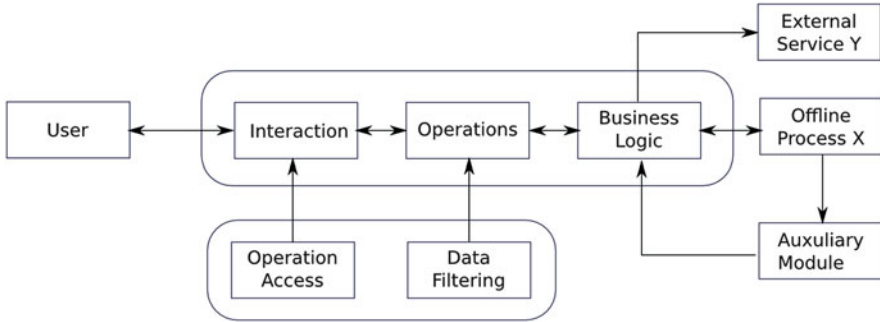 External
Service Y
User
Interaction
Operations
Business
Logic
Offline
Process X
Operation
Access
Data
Filtering
Auxuliary
Module